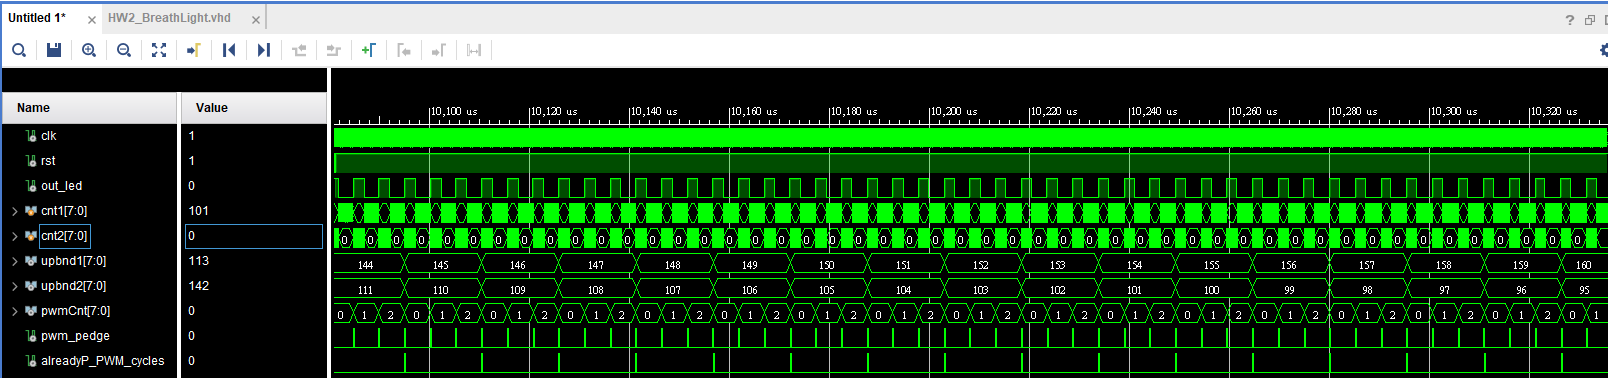 Untitled 1* × HW2_BreathLight.vhd ×
?
Name Value
10,100 us 10,120 us 10,140 us 10,160 us 10,180 us 10,200 us 10,220 us 10,240 us 10,260 us 10,280 us 10,300 us 10,320 us
clk 1
rst 1
out_led 0
cnt1[7:0] 101
cnt2[7:0] 0 0 0 0 0 0 0 0 0 0 0 0 0 0 0 0 0 0 0 0 0 0 0 0 0 0 0 0 0 0 0 0 0 0 0 0 0 0 0 0 0 0 0 0 0 0 0 0 0 0
upbnd1[7:0] 113 144 145 146 147 148 149 150 151 152 153 154 155 156 157 158 159 160
upbnd2[7:0] 142 111 110 109 108 107 106 105 104 103 102 101 100 99 98 97 96 95
pwmCnt[7:0] 0 0 1 2 0 1 2 0 1 2 0 1 2 0 1 2 0 1 2 0 1 2 0 1 2 0 1 2 0 1 2 0 1 2 0 1 2 0 1 2 0 1 2 0 1 2 0 1 2 0 1
pwm_pedge 0
alreadyP_PWM_cycles 0